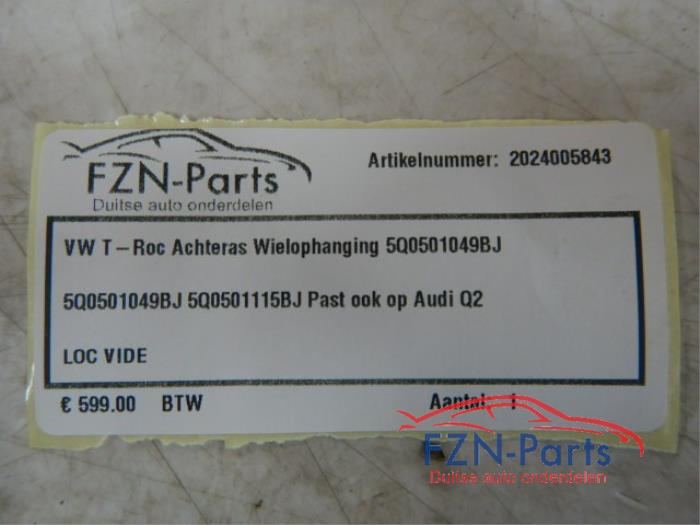 FZN-Parts
Duitse auto onderdelen
Artikelnummer: 2024005843
VW T-Roc Achteras Wielophanging 5Q0501049BJ
5Q0501049BJ 5Q0501115BJ Past ook op Audi Q2
LOC VIDE
€ 599.00 BTW Aantal: 1
FZN-Parts
Duitse auto onderdelen